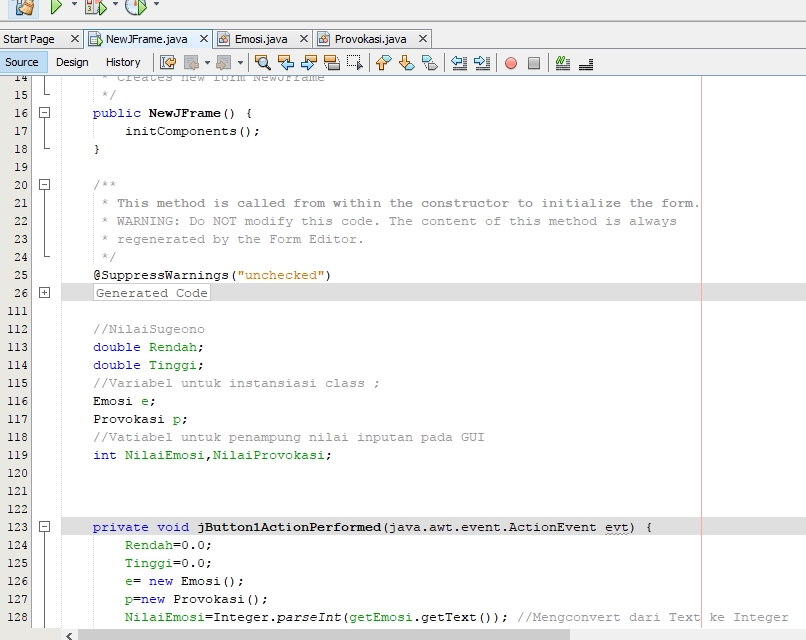 Start Page NewJFrame.java Emosi.java Provokasi.java
Source Design History
14 * Creates new form NewJFrame
15 */
16 public NewJFrame() {
17 initComponents();
18 }
19
20 /**
21 * This method is called from within the constructor to initialize the form.
22 * WARNING: Do NOT modify this code. The content of this method is always
23 * regenerated by the Form Editor.
24 */
25 @SuppressWarnings("unchecked")
26 Generated Code
111
112 //NilaiSugeono
113 double Rendah;
114 double Tinggi;
115 //Variabel untuk instansiasi class ;
116 Emosi e;
117 Provokasi p;
118 //Vatiabel untuk penampung nilai inputan pada GUI
119 int NilaiEmosi,NilaiProvokasi;
120
121
122
123 private void jButton1ActionPerformed(java.awt.event.ActionEvent evt) {
124 Rendah=0.0;
125 Tinggi=0.0;
126 e= new Emosi();
127 p=new Provokasi();
128 NilaiEmosi=Integer.parseInt(getEmosi.getText()); //Mengconvert dari Text ke Integer